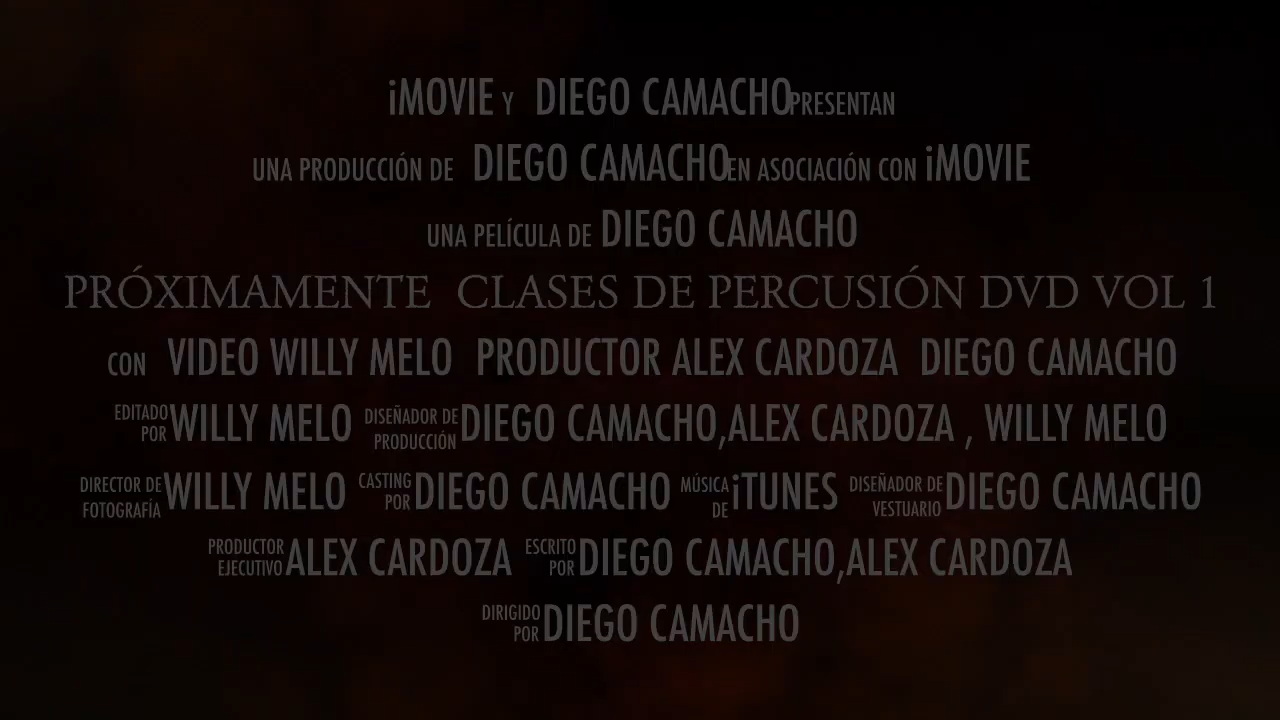 iMOVIE Y DIEGO CAMACHO PRESENTAN
UNA PRODUCCIÓN DE DIEGO CAMACHO EN ASOCIACIÓN CON iMOVIE
UNA PELÍCULA DE DIEGO CAMACHO
PRÓXIMAMENTE CLASES DE PERCUSIÓN DVD VOL 1
CON VIDEO WILLY MELO PRODUCTOR ALEX CARDOZA DIEGO CAMACHO
EDITADO POR WILLY MELO DISEÑADOR DE PRODUCCIÓN DIEGO CAMACHO,ALEX CARDOZA , WILLY MELO
DIRECTOR DE FOTOGRAFÍA WILLY MELO CASTING POR DIEGO CAMACHO MÚSICA DE iTUNES DISEÑADOR DE VESTUARIO DIEGO CAMACHO
PRODUCTOR EJECUTIVO ALEX CARDOZA ESCRITO POR DIEGO CAMACHO,ALEX CARDOZA
DIRIGIDO POR DIEGO CAMACHO